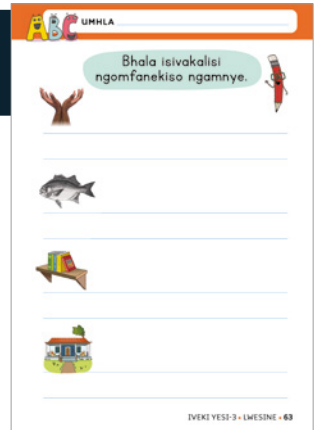 ABC UMHLA
Bhala isivakalisi
ngomfanekiso ngamnye.
IVEKI YESI-3 • LWESINE • 63